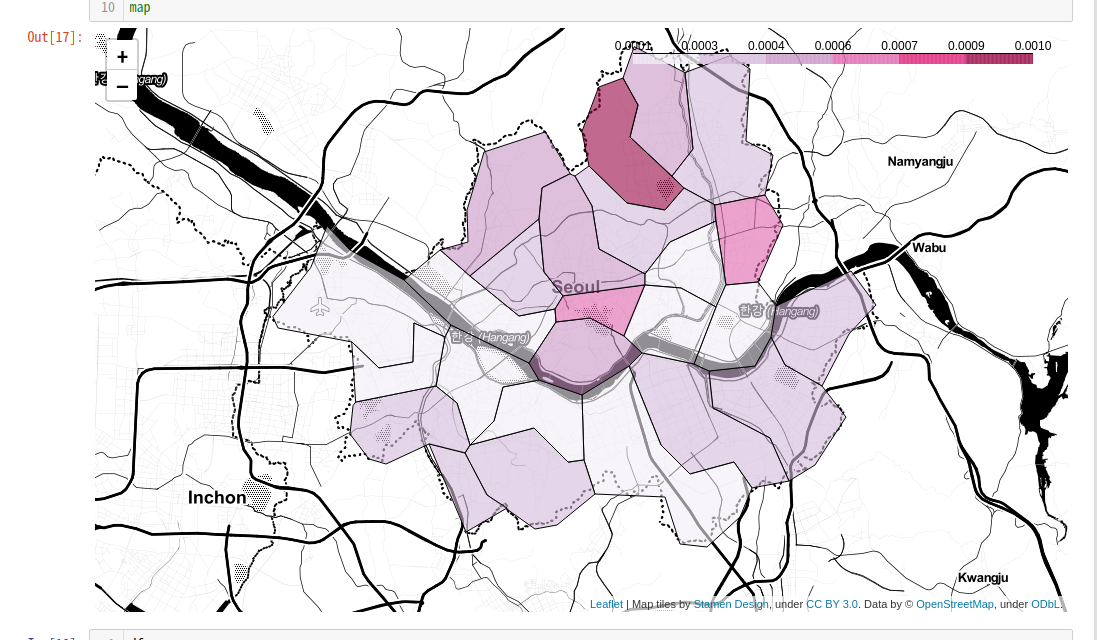 10 map
Out[17]:
+
−
0.0001 0.0003 0.0004 0.0006 0.0007 0.0009 0.0010
Namyangju
Wabu
Seoul
한강 (Hangang)
한강 (Hangang)
Inchon
Kwangju
Leaflet | Map tiles by Stamen Design, under CC BY 3.0. Data by © OpenStreetMap, under ODbL.